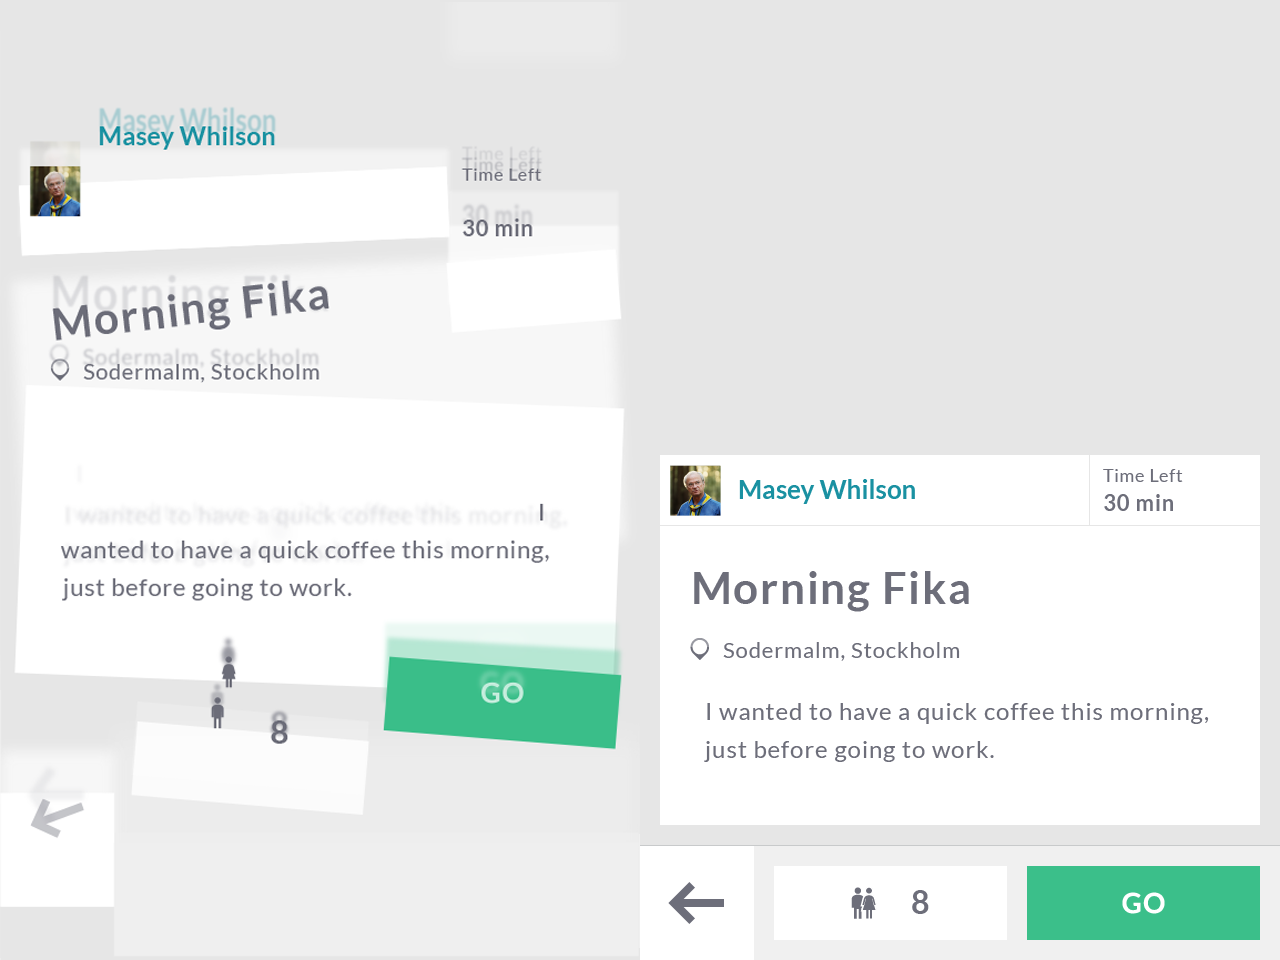 Masey Whilson
Time Left
30 min
Morning Fika
Sodermalm, Stockholm
I
wanted to have a quick coffee this morning,
just before going to work.
8
GO
Masey Whilson
Time Left
30 min
Morning Fika
Sodermalm, Stockholm
I wanted to have a quick coffee this morning,
just before going to work.
8
GO